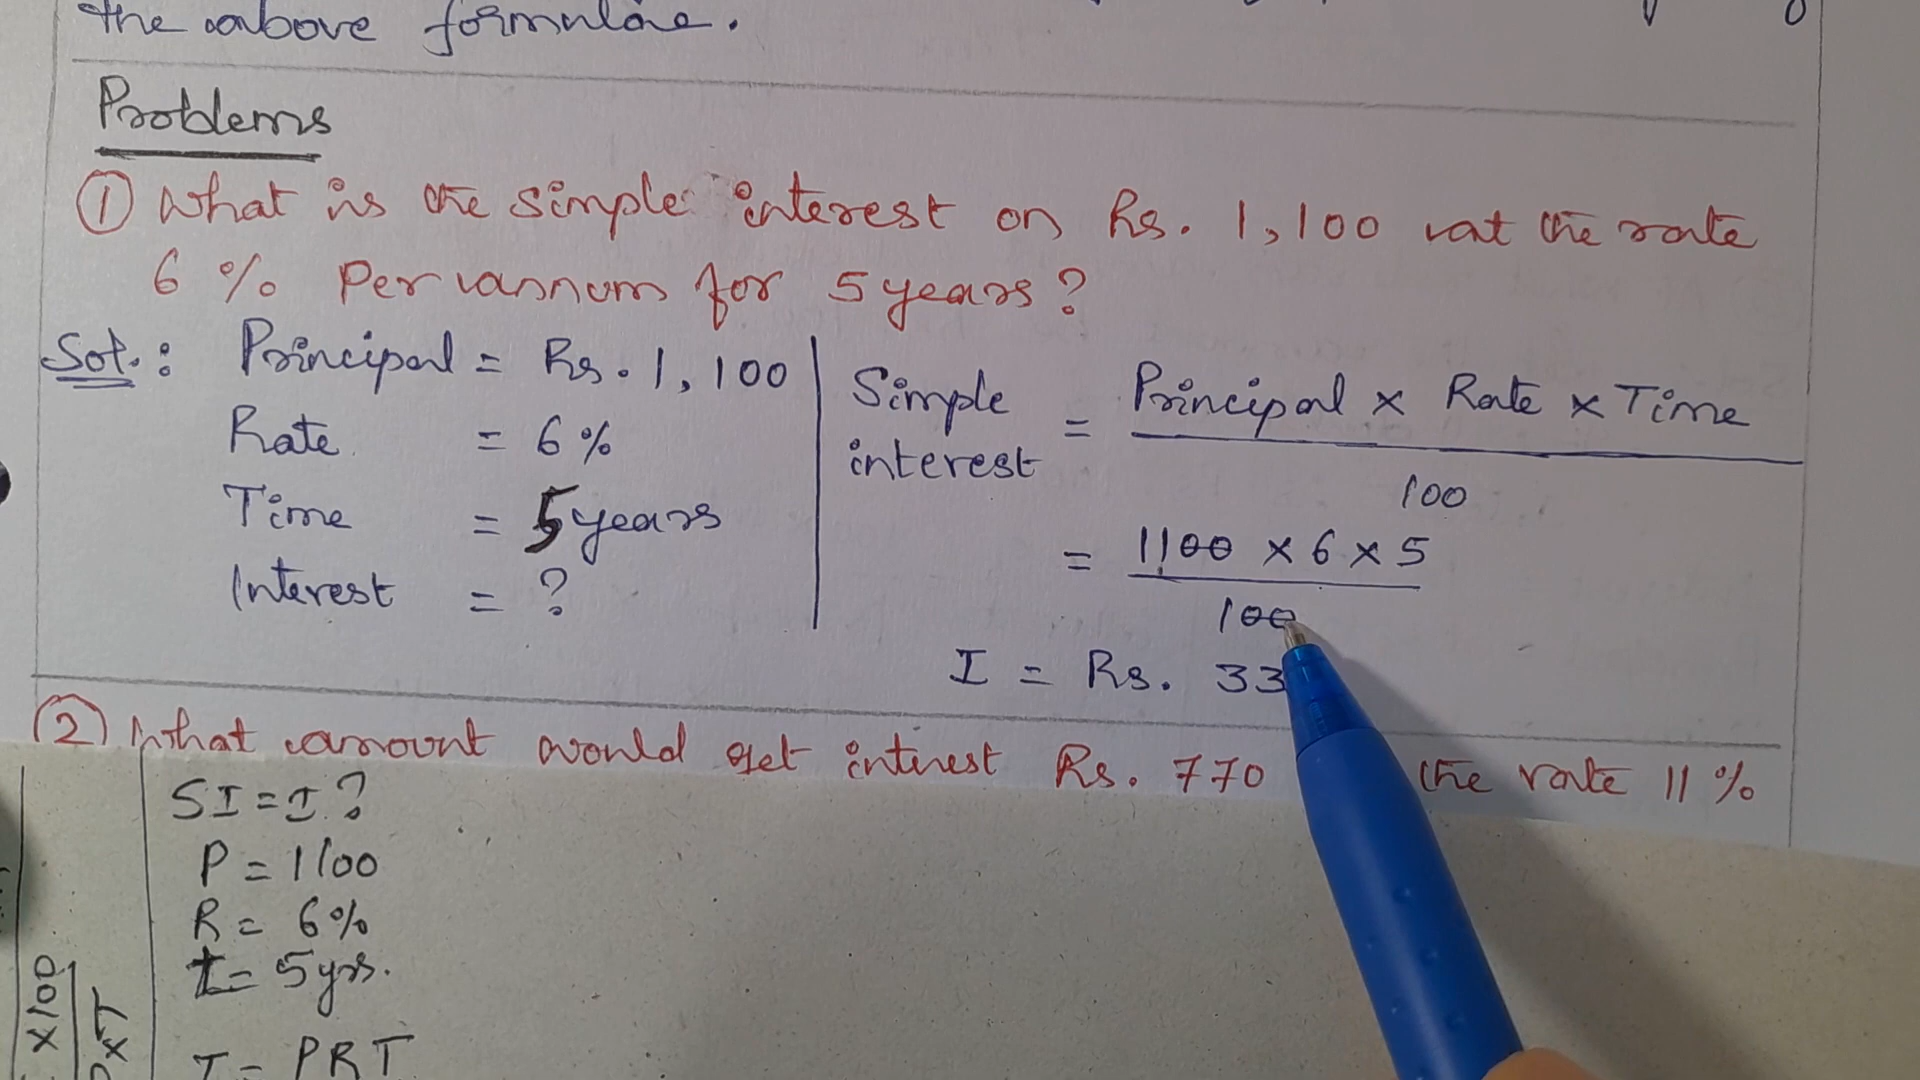 the above formulae.
Problems
① What is the simple interest on Rs. 1,100 at the rate
6 % Per annum for 5 years?
Sol.: Principal = Rs. 1,100
Rate = 6%
Time = 5 years
Interest = ?
Simple interest = Principal × Rate × Time
100
= 1100 × 6 × 5
100
I = Rs. 33
② What amount would get interest Rs. 770 the rate 11 %
SI = I ?
P = 1100
R = 6%
t = 5 yrs.
I = PRT
× 100
P×T